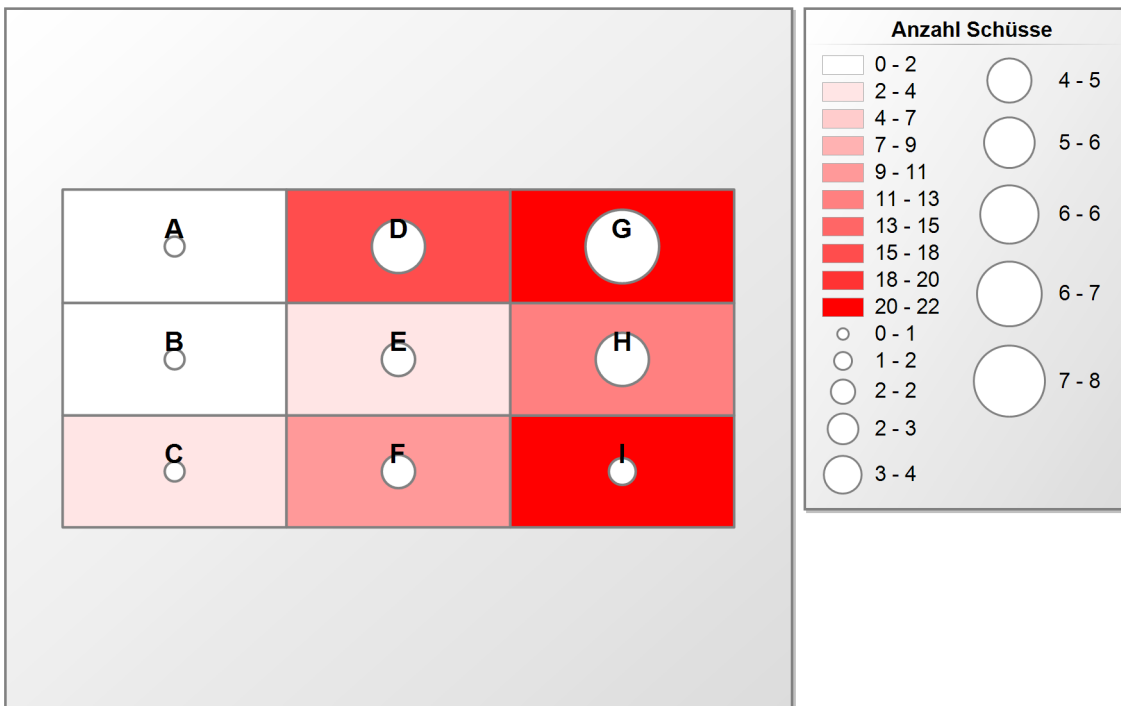 A D G
B E H
C F I
Anzahl Schüsse
0 - 2
2 - 4
4 - 7
7 - 9
9 - 11
11 - 13
13 - 15
15 - 18
18 - 20
20 - 22
0 - 1
1 - 2
2 - 2
2 - 3
3 - 4
4 - 5
5 - 6
6 - 6
6 - 7
7 - 8